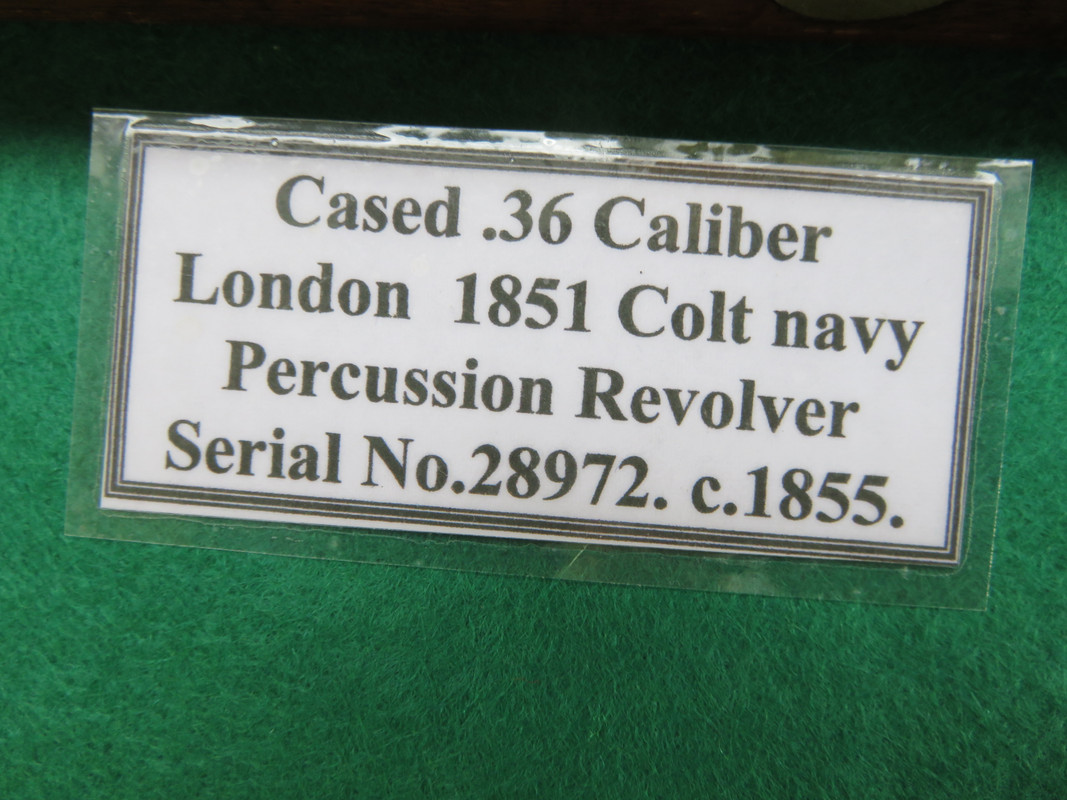 Cased .36 Caliber
London 1851 Colt navy
Percussion Revolver
Serial No.28972. c.1855.